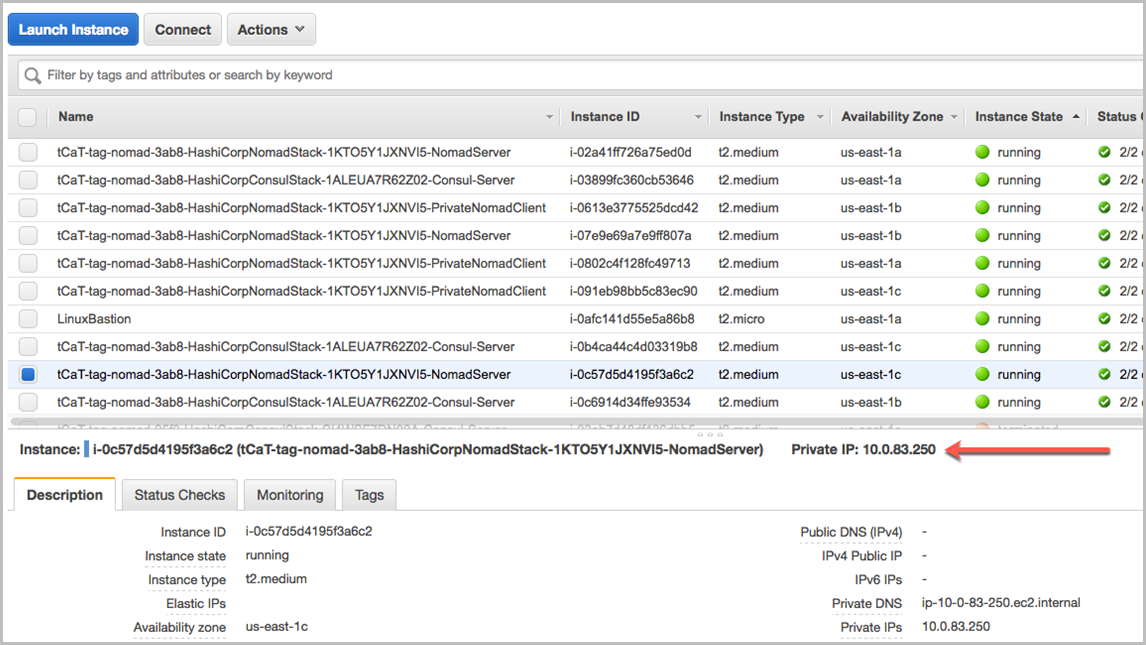 Launch Instance Connect Actions
Filter by tags and attributes or search by keyword
Name Instance ID Instance Type Availability Zone Instance State Status
tCaT-tag-nomad-3ab8-HashiCorpNomadStack-1KTO5Y1JXNVI5-NomadServer i-02a41ff726a75ed0d t2.medium us-east-1a running 2/2
tCaT-tag-nomad-3ab8-HashiCorpConsulStack-1ALEUA7R62Z02-Consul-Server i-03899fc360cb53646 t2.medium us-east-1a running 2/2
tCaT-tag-nomad-3ab8-HashiCorpNomadStack-1KTO5Y1JXNVI5-PrivateNomadClient i-0613e3775525dcd42 t2.medium us-east-1b running 2/2
tCaT-tag-nomad-3ab8-HashiCorpNomadStack-1KTO5Y1JXNVI5-NomadServer i-07e9e69a7e9ff807a t2.medium us-east-1b running 2/2
tCaT-tag-nomad-3ab8-HashiCorpNomadStack-1KTO5Y1JXNVI5-PrivateNomadClient i-0802c4f128fc49713 t2.medium us-east-1a running 2/2
tCaT-tag-nomad-3ab8-HashiCorpNomadStack-1KTO5Y1JXNVI5-PrivateNomadClient i-091eb98bb5c83ec90 t2.medium us-east-1c running 2/2
LinuxBastion i-0afc141d55e5a86b8 t2.micro us-east-1a running 2/2
tCaT-tag-nomad-3ab8-HashiCorpConsulStack-1ALEUA7R62Z02-Consul-Server i-0b4ca44c4d03319b8 t2.medium us-east-1c running 2/2
tCaT-tag-nomad-3ab8-HashiCorpNomadStack-1KTO5Y1JXNVI5-NomadServer i-0c57d5d4195f3a6c2 t2.medium us-east-1c running 2/2
tCaT-tag-nomad-3ab8-HashiCorpConsulStack-1ALEUA7R62Z02-Consul-Server i-0c6914d34ffe93534 t2.medium us-east-1b running 2/2
Instance: i-0c57d5d4195f3a6c2 (tCaT-tag-nomad-3ab8-HashiCorpNomadStack-1KTO5Y1JXNVI5-NomadServer) Private IP: 10.0.83.250
Description Status Checks Monitoring Tags
Instance ID i-0c57d5d4195f3a6c2 Public DNS (IPv4) -
Instance state running IPv4 Public IP -
Instance type t2.medium IPv6 IPs -
Elastic IPs Private DNS ip-10-0-83-250.ec2.internal
Availability zone us-east-1c Private IPs 10.0.83.250